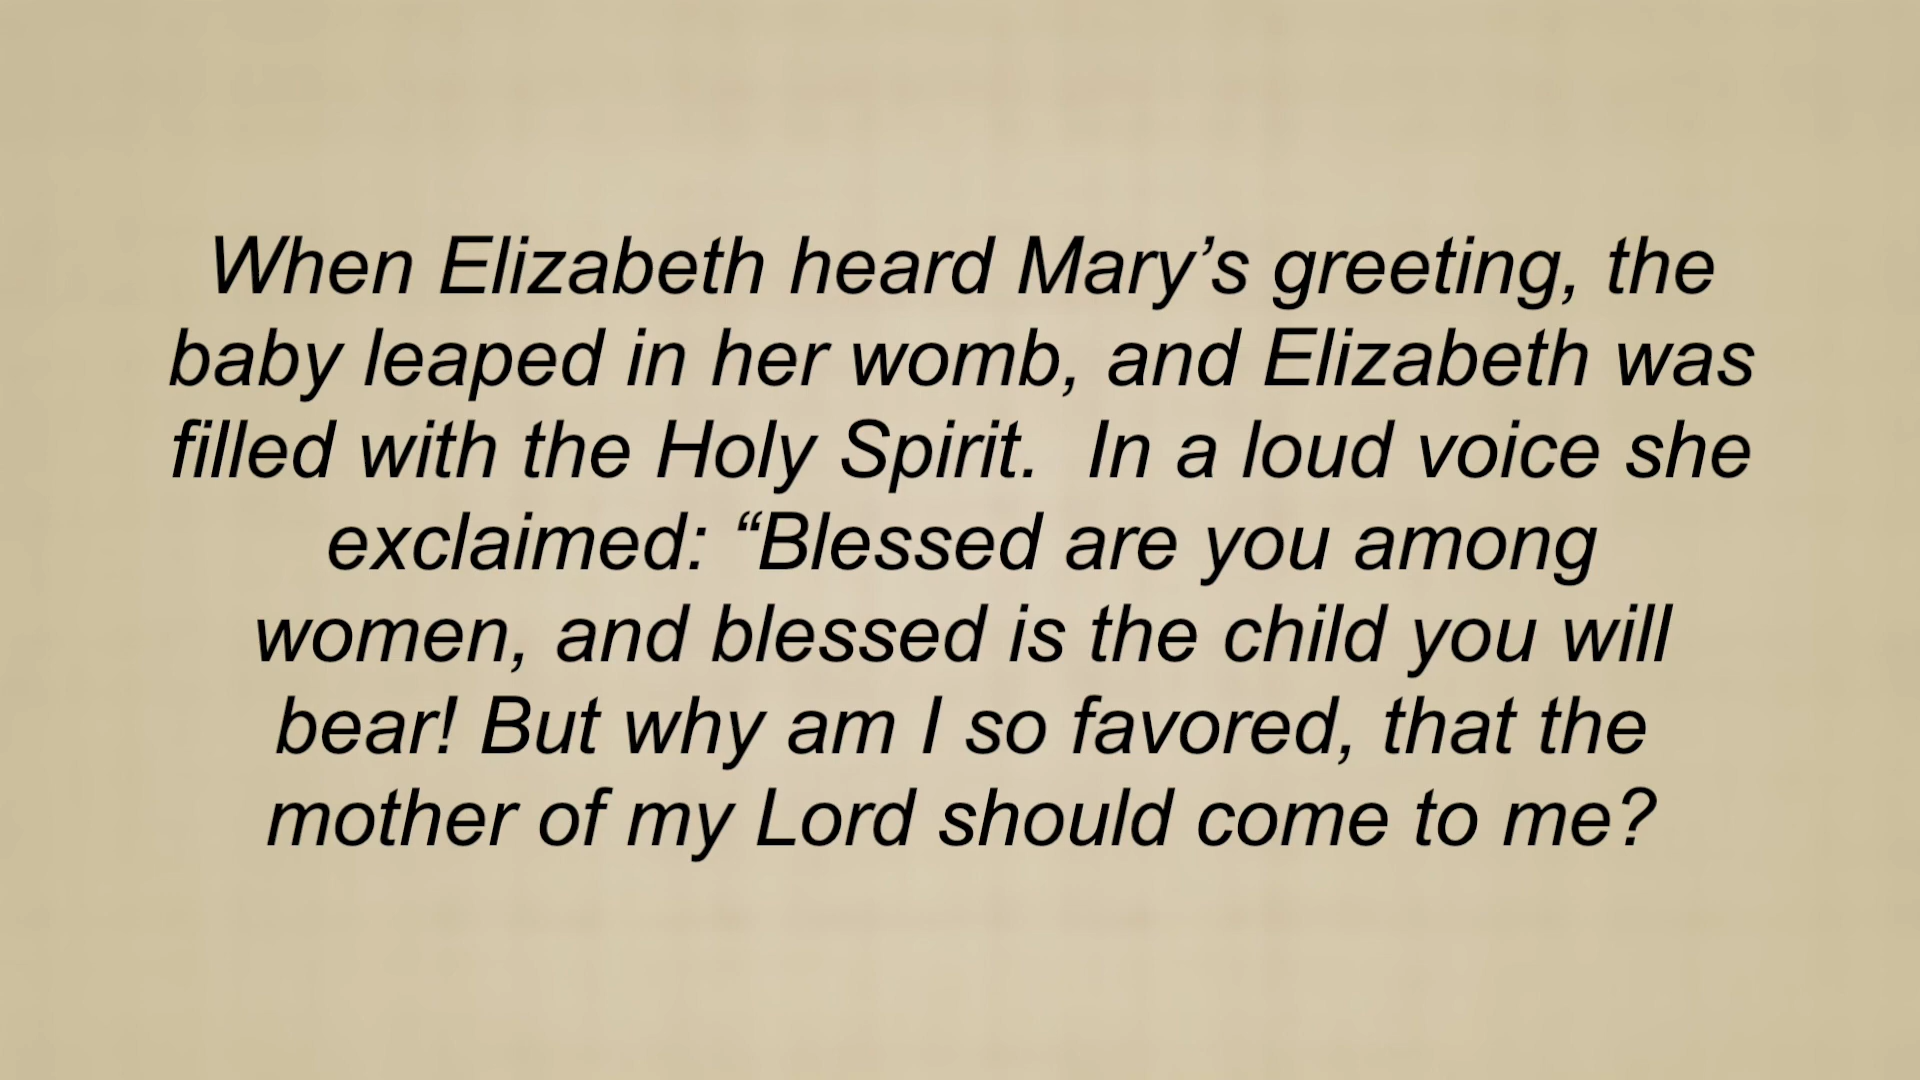 When Elizabeth heard Mary’s greeting, the
baby leaped in her womb, and Elizabeth was
filled with the Holy Spirit.  In a loud voice she
exclaimed: “Blessed are you among
women, and blessed is the child you will
bear! But why am I so favored, that the
mother of my Lord should come to me?